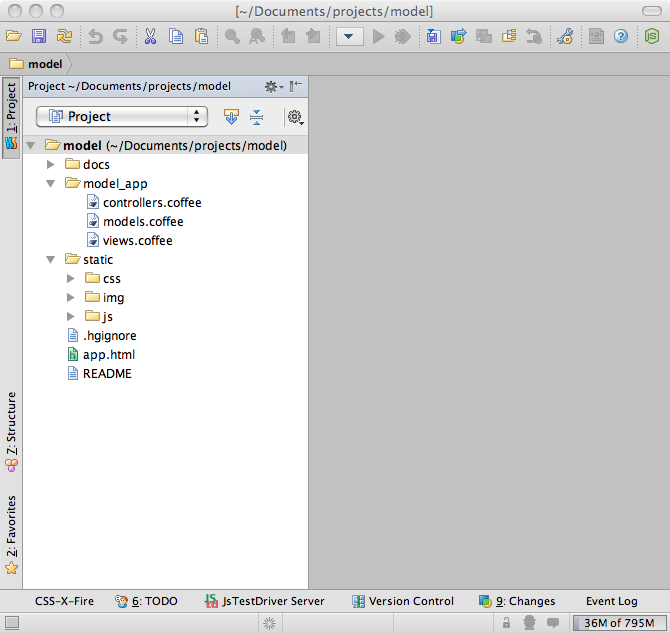 [~/Documents/projects/model]
model
Project ~/Documents/projects/model
1: Project
Project
model (~/Documents/projects/model)
docs
model_app
controllers.coffee
models.coffee
views.coffee
static
css
img
js
.hgignore
app.html
README
Z: Structure
2: Favorites
CSS-X-Fire
6: TODO
JsTestDriver Server
Version Control
9: Changes
Event Log
36M of 795M